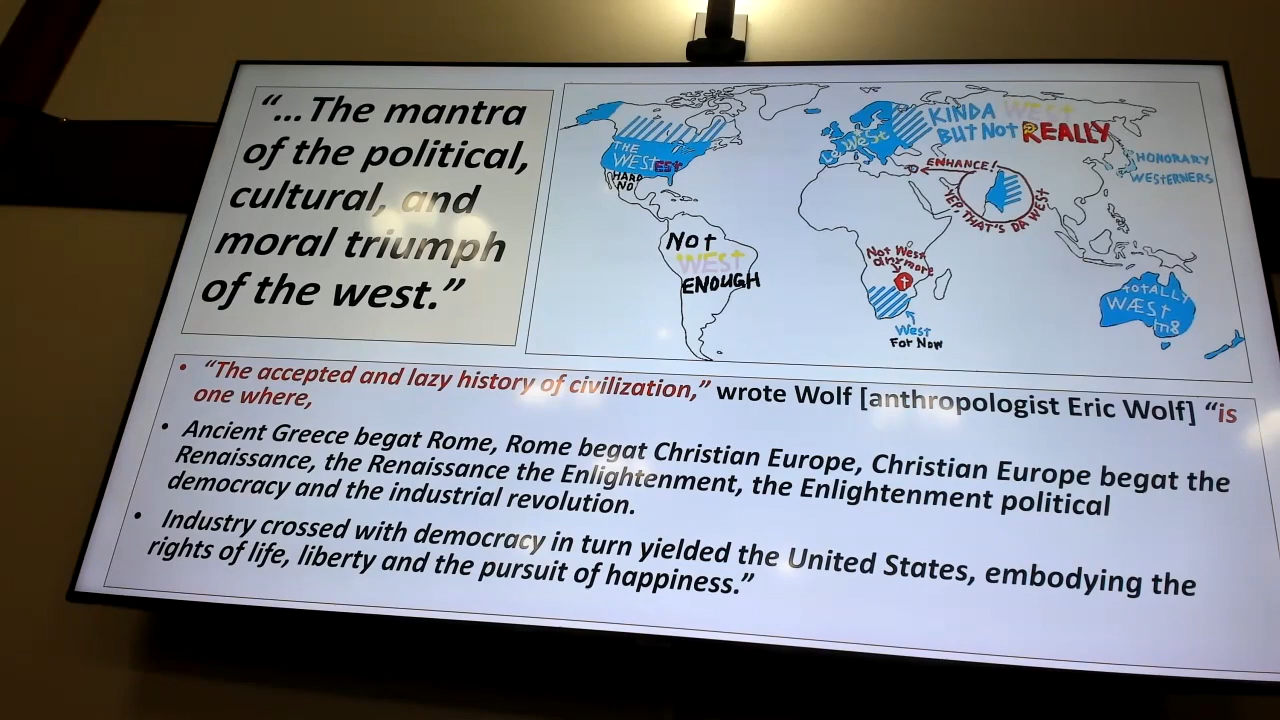 “...The mantra
of the political,
cultural, and
moral triumph
of the west.”
THE
WESTEST
HARD
NO
NOT
WEST
ENOUGH
West
KINDA WEST
BUT NOT REALLY
ENHANCE!
YEP, THAT'S DA WEST
HONORARY
WESTERNERS
Not West
anymore
West
For Now
TOTALLY
WÆST
m8
• “The accepted and lazy history of civilization,” wrote Wolf [anthropologist Eric Wolf] “is
one where,
• Ancient Greece begat Rome, Rome begat Christian Europe, Christian Europe begat the
Renaissance, the Renaissance the Enlightenment, the Enlightenment political
democracy and the industrial revolution.
• Industry crossed with democracy in turn yielded the United States, embodying the
rights of life, liberty and the pursuit of happiness.”